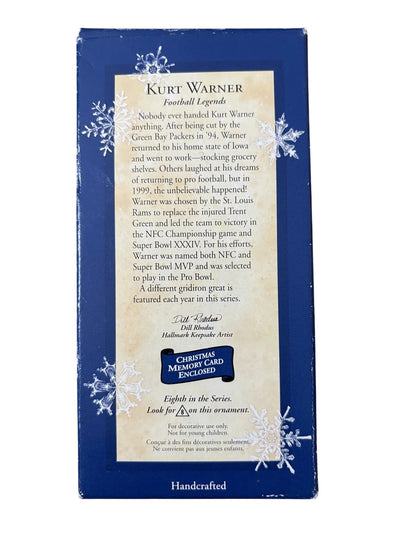 KURT WARNER
Football Legends
Nobody ever handed Kurt Warner
anything. After being cut by the
Green Bay Packers in '94, Warner
returned to his home state of Iowa
and went to work—stocking grocery
shelves. Others laughed at his dreams
of returning to pro football, but in
1999, the unbelievable happened!
Warner was chosen by the St. Louis
Rams to replace the injured Trent
Green and led the team to victory in
the NFC Championship game and
Super Bowl XXXIV. For his efforts,
Warner was named both NFC and
Super Bowl MVP and was selected
to play in the Pro Bowl.
A different gridiron great is
featured each year in this series.
Dill Rhodus
Dill Rhodus
Hallmark Keepsake Artist
CHRISTMAS
MEMORY CARD
ENCLOSED
Eighth in the Series.
Look for 8 on this ornament.
For decorative use only.
Not for young children.
Conçu à des fins décoratives seulement.
Ne convient pas aux jeunes enfants.
Handcrafted